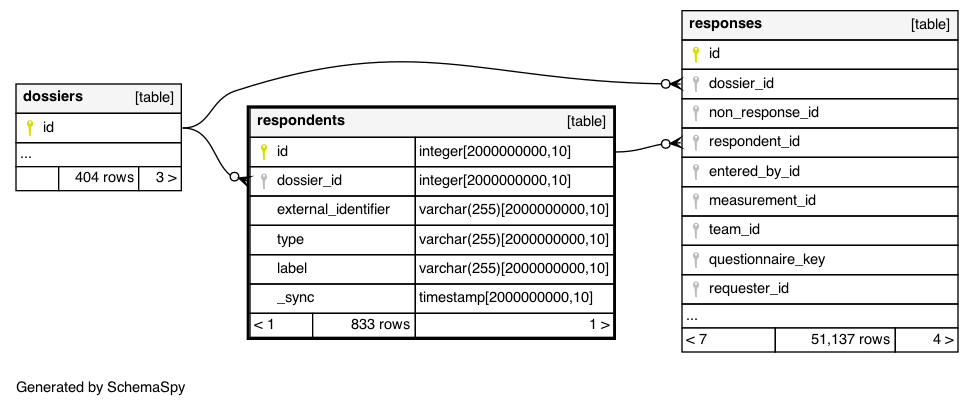 dossiers [table]
id
...
404 rows 3 >
respondents [table]
id integer[2000000000,10]
dossier_id integer[2000000000,10]
external_identifier varchar(255)[2000000000,10]
type varchar(255)[2000000000,10]
label varchar(255)[2000000000,10]
_sync timestamp[2000000000,10]
< 1 833 rows 1 >
responses [table]
id
dossier_id
non_response_id
respondent_id
entered_by_id
measurement_id
team_id
questionnaire_key
requester_id
...
< 7 51,137 rows 4 >
Generated by SchemaSpy